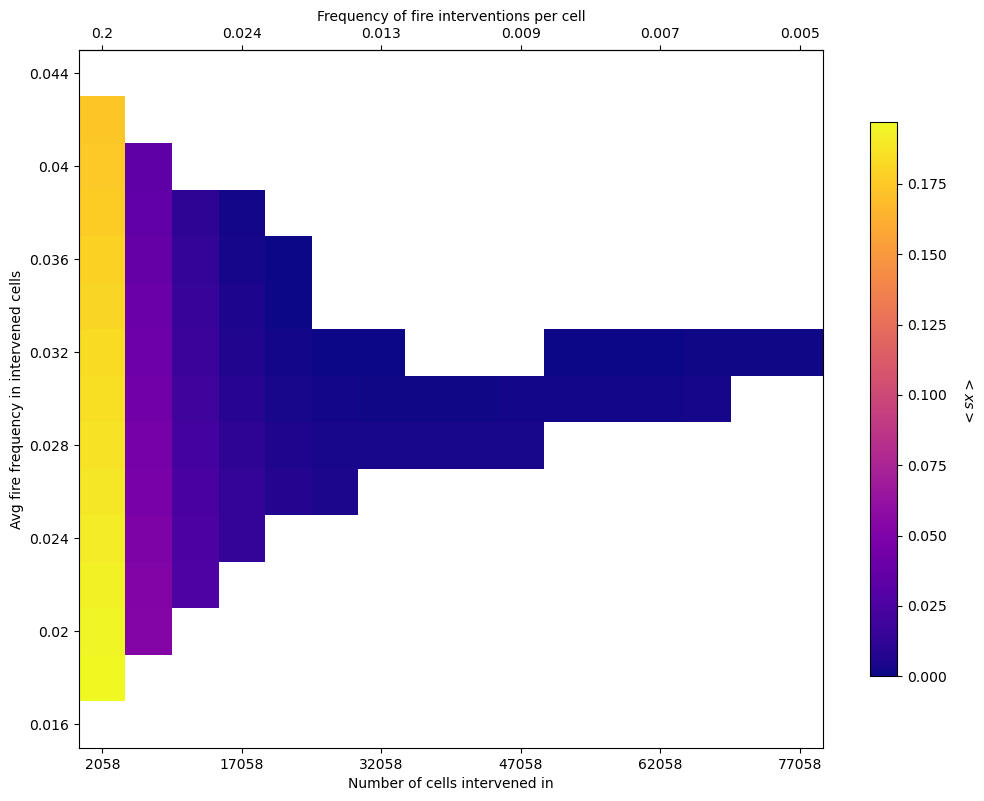 Frequency of fire interventions per cell
0.2 0.024 0.013 0.009 0.007 0.005
0.044
0.04
0.036
0.032
0.028
0.024
0.02
0.016
Avg fire frequency in intervened cells
2058 17058 32058 47058 62058 77058
Number of cells intervened in
0.175
0.150
0.125
0.100
0.075
0.050
0.025
0.000
< sx >